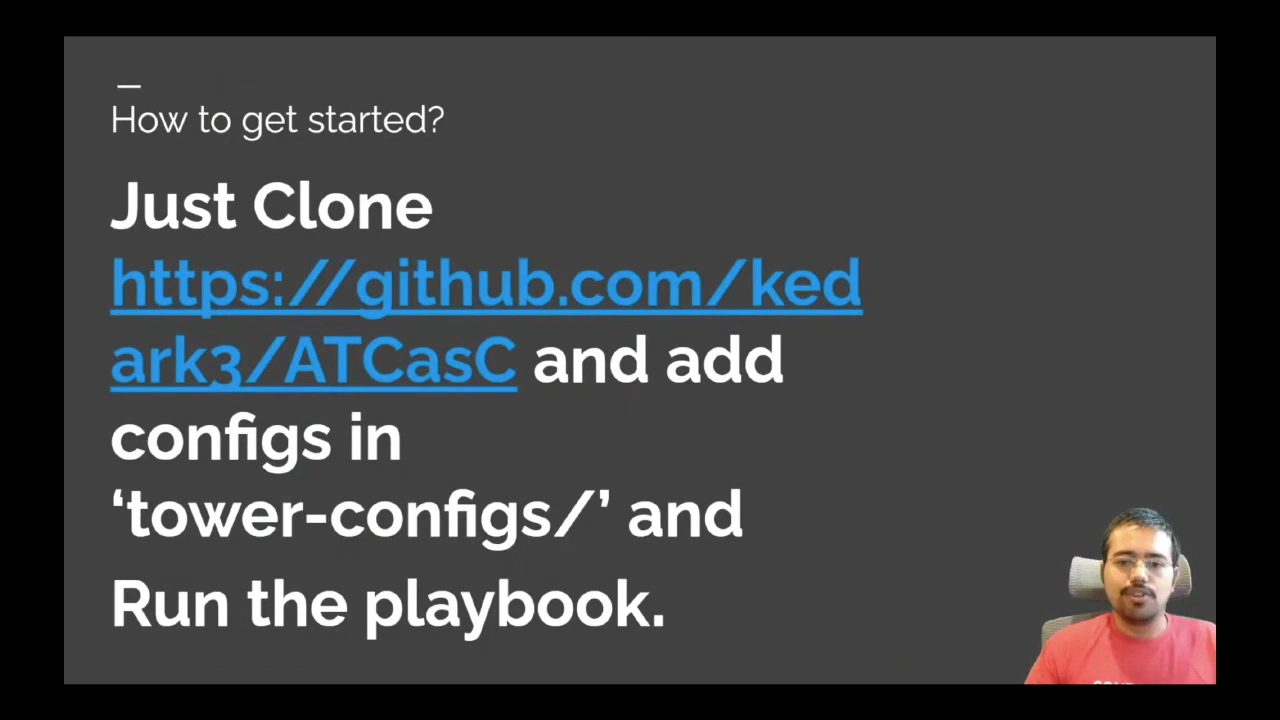 How to get started?
Just Clone
https://github.com/ked
ark3/ATCasC and add
configs in
‘tower-configs/’ and
Run the playbook.